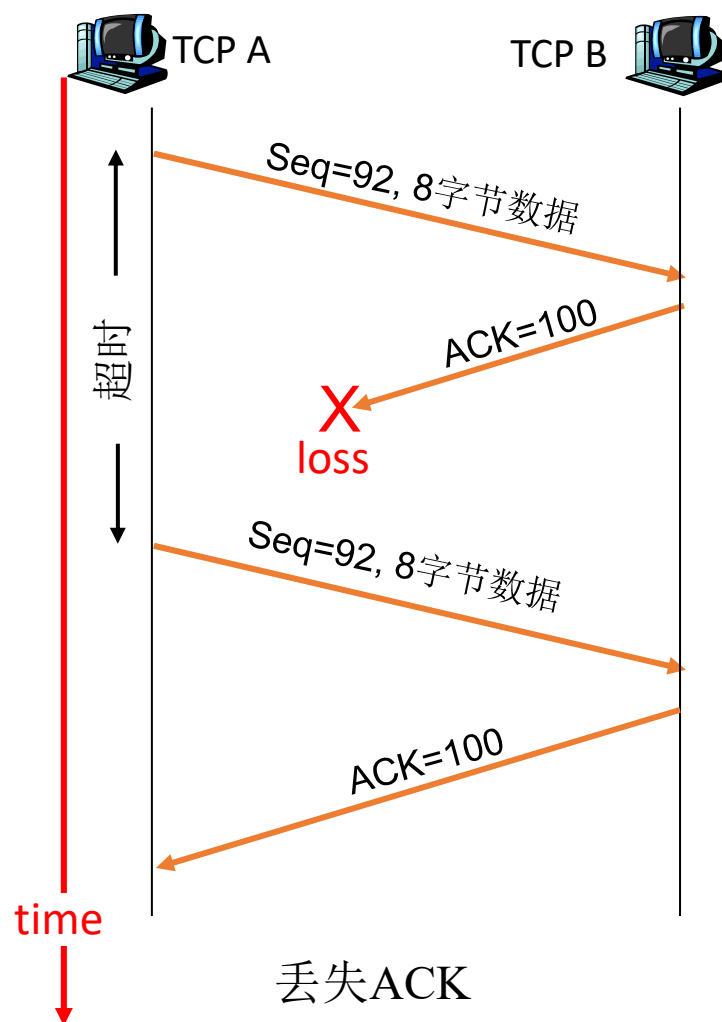 TCP A
TCP B
Seq=92, 8字节数据
ACK=100
超时
loss
Seq=92, 8字节数据
ACK=100
time
丢失ACK